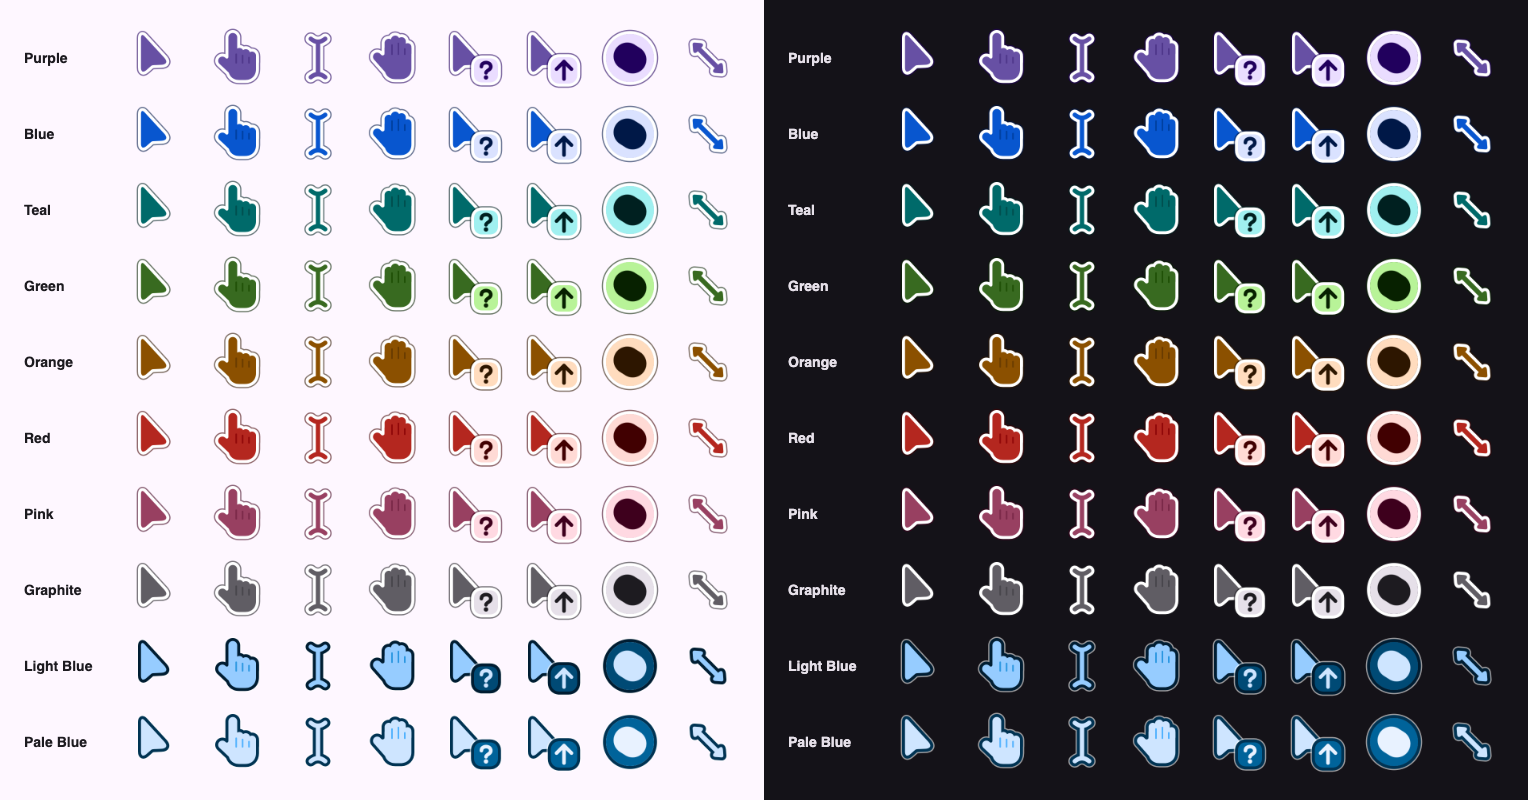 Purple ? Purple ?
Blue ? Blue ?
Teal ? Teal ?
Green ? Green ?
Orange ? Orange ?
Red ? Red ?
Pink ? Pink ?
Graphite ? Graphite ?
Light Blue ? Light Blue ?
Pale Blue ? Pale Blue ?